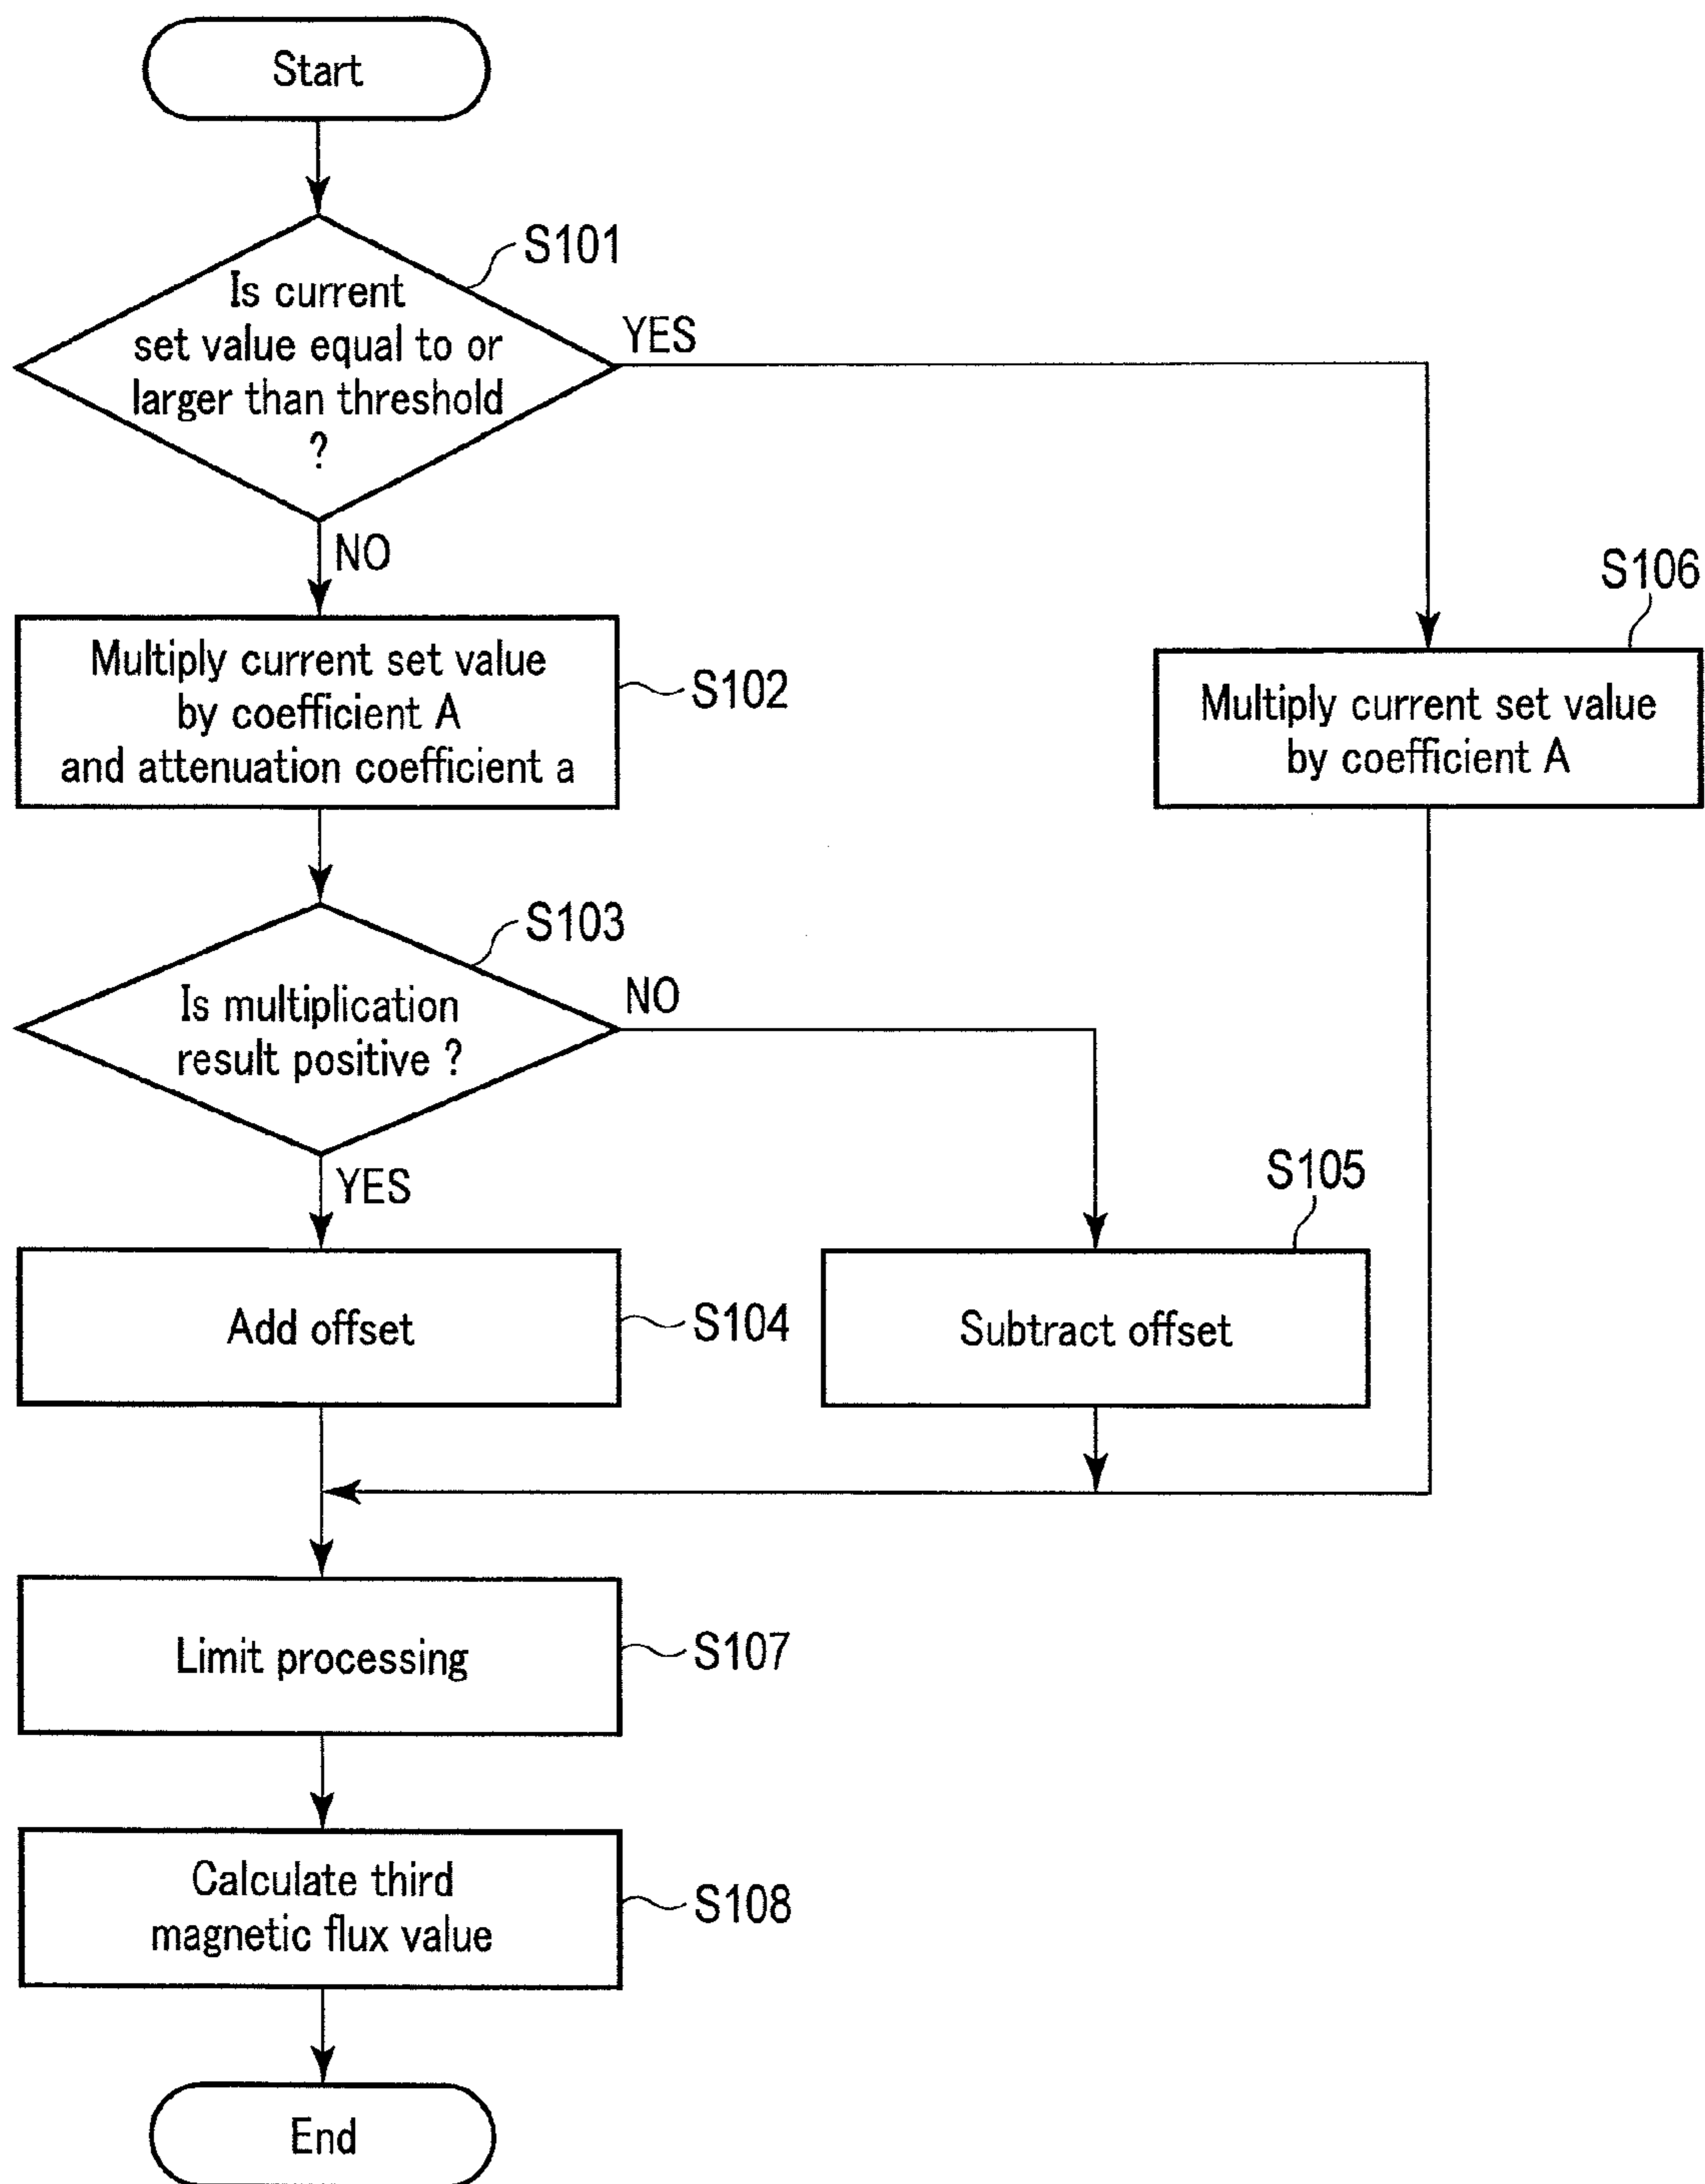 Start
S101
Is current
set value equal to or
larger than threshold
?
YES
NO
S106
Multiply current set value
by coefficient A
and attenuation coefficient a
S102
Multiply current set value
by coefficient A
S103
Is multiplication
result positive ?
NO
YES
S105
Add offset
S104
Subtract offset
Limit processing
S107
Calculate third
magnetic flux value
S108
End